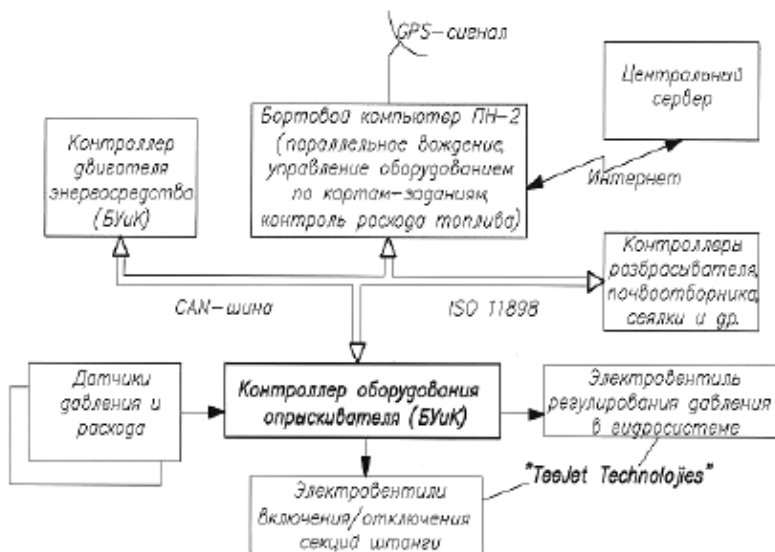 GPS-сигнал
Центральный
сервер
Бортовой компьютер ПН-2
(параллельное вождение,
управление оборудованием
по картам-заданиям,
контроль расхода топлива)
Контроллер
двигателя
энергосредства
(БУиК)
Интернет
Контроллеры
разбрасывателя,
почвоотборника,
сеялки и др.
CAN-шина
ISO 11898
Датчики
давления и
расхода
Контроллер оборудования
опрыскивателя (БУиК)
Электровентиль
регулирования давления
в гидросистеме
"TeeJet Technolojies"
Электровентили
включения/отключения
секций штанги